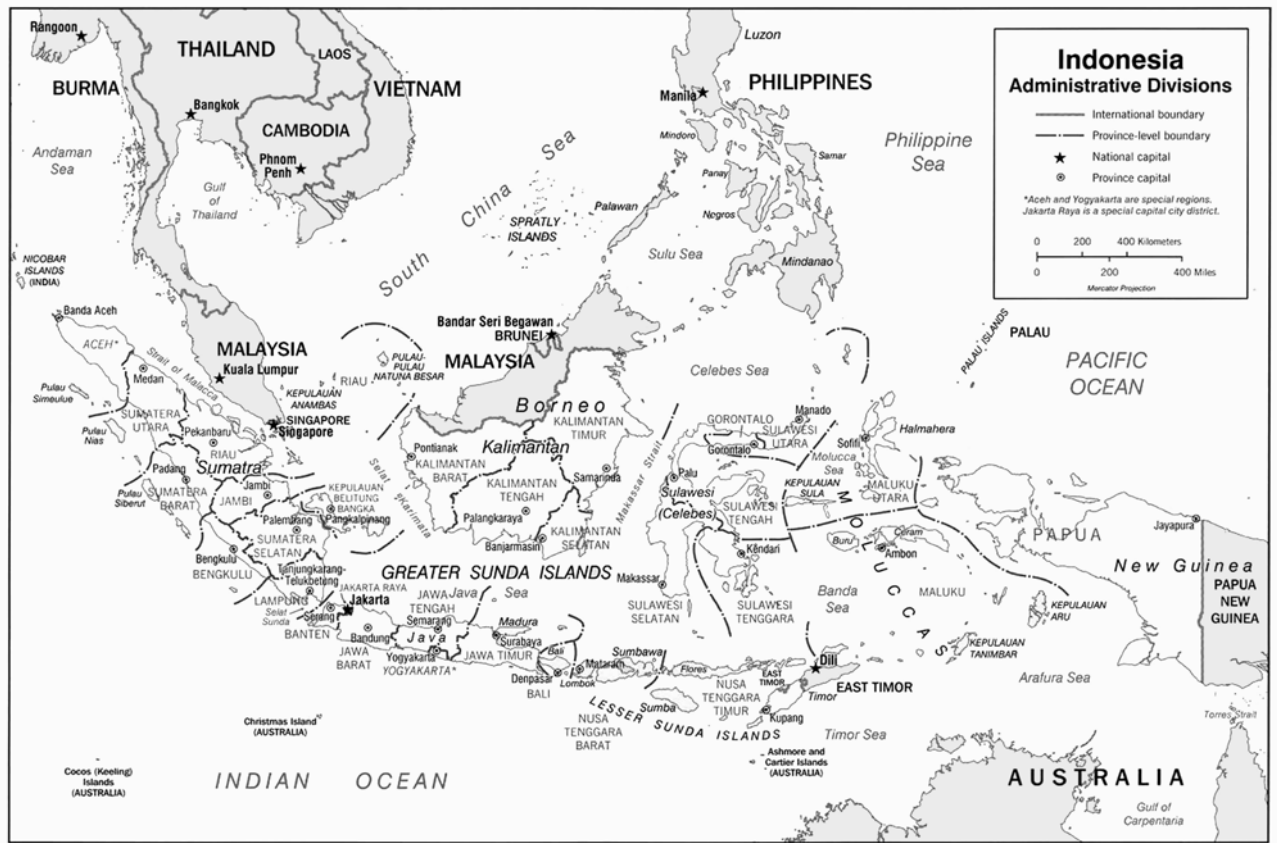 Indonesia
Administrative Divisions
International boundary
Province-level boundary
National capital
Province capital
*Aceh and Yogyakarta are special regions.
Jakarta Raya is a special capital city district.
0 200 400 Kilometers
0 200 400 Miles
Mercator Projection
Rangoon
THAILAND
LAOS
BURMA
VIETNAM
Bangkok
CAMBODIA
Phnom
Penh
Andaman
Sea
Gulf
of
Thailand
Luzon
PHILIPPINES
Manila
Mindoro
Philippine
Sea
Samar
Panay
Negros
Palawan
South China Sea
SPRATLY
ISLANDS
Sulu Sea
Mindanao
NICOBAR
ISLANDS
(INDIA)
Banda Aceh
ACEH*
Strait of Malacca
Medan
MALAYSIA
Kuala Lumpur
Bandar Seri Begawan
BRUNEI
MALAYSIA
PULAU-
PULAU
NATUNA BESAR
RIAU
KEPULAUAN
ANAMBAS
SINGAPORE
Singapore
Pulau
Simeulue
Pulau
Nias
SUMATERA
UTARA
Pekanbaru
RIAU
Sumatra
Padang
Pulau
Siberut
SUMATERA
BARAT
Jambi
JAMBI
KEPULAUAN
BELITUNG
BANGKA
Pangkalpinang
Palembang
SUMATERA
SELATAN
Bengkulu
BENGKULU
Tanjungkarang-
Telukbetung
LAMPUNG
Selat
Sunda
Selat Karimata
Borneo
Kalimantan
KALIMANTAN
TIMUR
Pontianak
KALIMANTAN
BARAT
KALIMANTAN
TENGAH
Samarinda
Palangkaraya
Banjarmasin
KALIMANTAN
SELATAN
Makassar Strait
Celebes Sea
PALAU ISLANDS
PALAU
PACIFIC
OCEAN
GORONTALO
Manado
SULAWESI
UTARA
Gorontalo
Sofifi
Halmahera
Molucca
Sea
Palu
Sulawesi
(Celebes)
SULAWESI
TENGAH
KEPULAUAN
SULA
MALUKU
UTARA
MOLUCCAS
Buru
Ceram
Ambon
Kendari
PAPUA
Jayapura
New Guinea
PAPUA
NEW
GUINEA
GREATER SUNDA ISLANDS
Makassar
SULAWESI
SELATAN
SULAWESI
TENGGARA
Banda
Sea
MALUKU
KEPULAUAN
ARU
KEPULAUAN
TANIMBAR
Arafura Sea
JAKARTA RAYA
Jakarta
JAWA
TENGAH
Java Sea
Serang
BANTEN
Bandung
JAWA
BARAT
Semarang
Java
Madura
Surabaya
Yogyakarta
YOGYAKARTA*
JAWA TIMUR
Bali
Denpasar
BALI
Mataram
Lombok
Sumbawa
Sumba
NUSA
TENGGARA
BARAT
LESSER SUNDA ISLANDS
Flores
NUSA
TENGGARA
TIMUR
EAST
TIMOR
Dili
EAST TIMOR
Timor
Kupang
Timor Sea
Ashmore and
Cartier Islands
(AUSTRALIA)
Christmas Island
(AUSTRALIA)
Cocos (Keeling)
Islands
(AUSTRALIA)
INDIAN OCEAN
AUSTRALIA
Gulf of
Carpentaria
Torres Strait